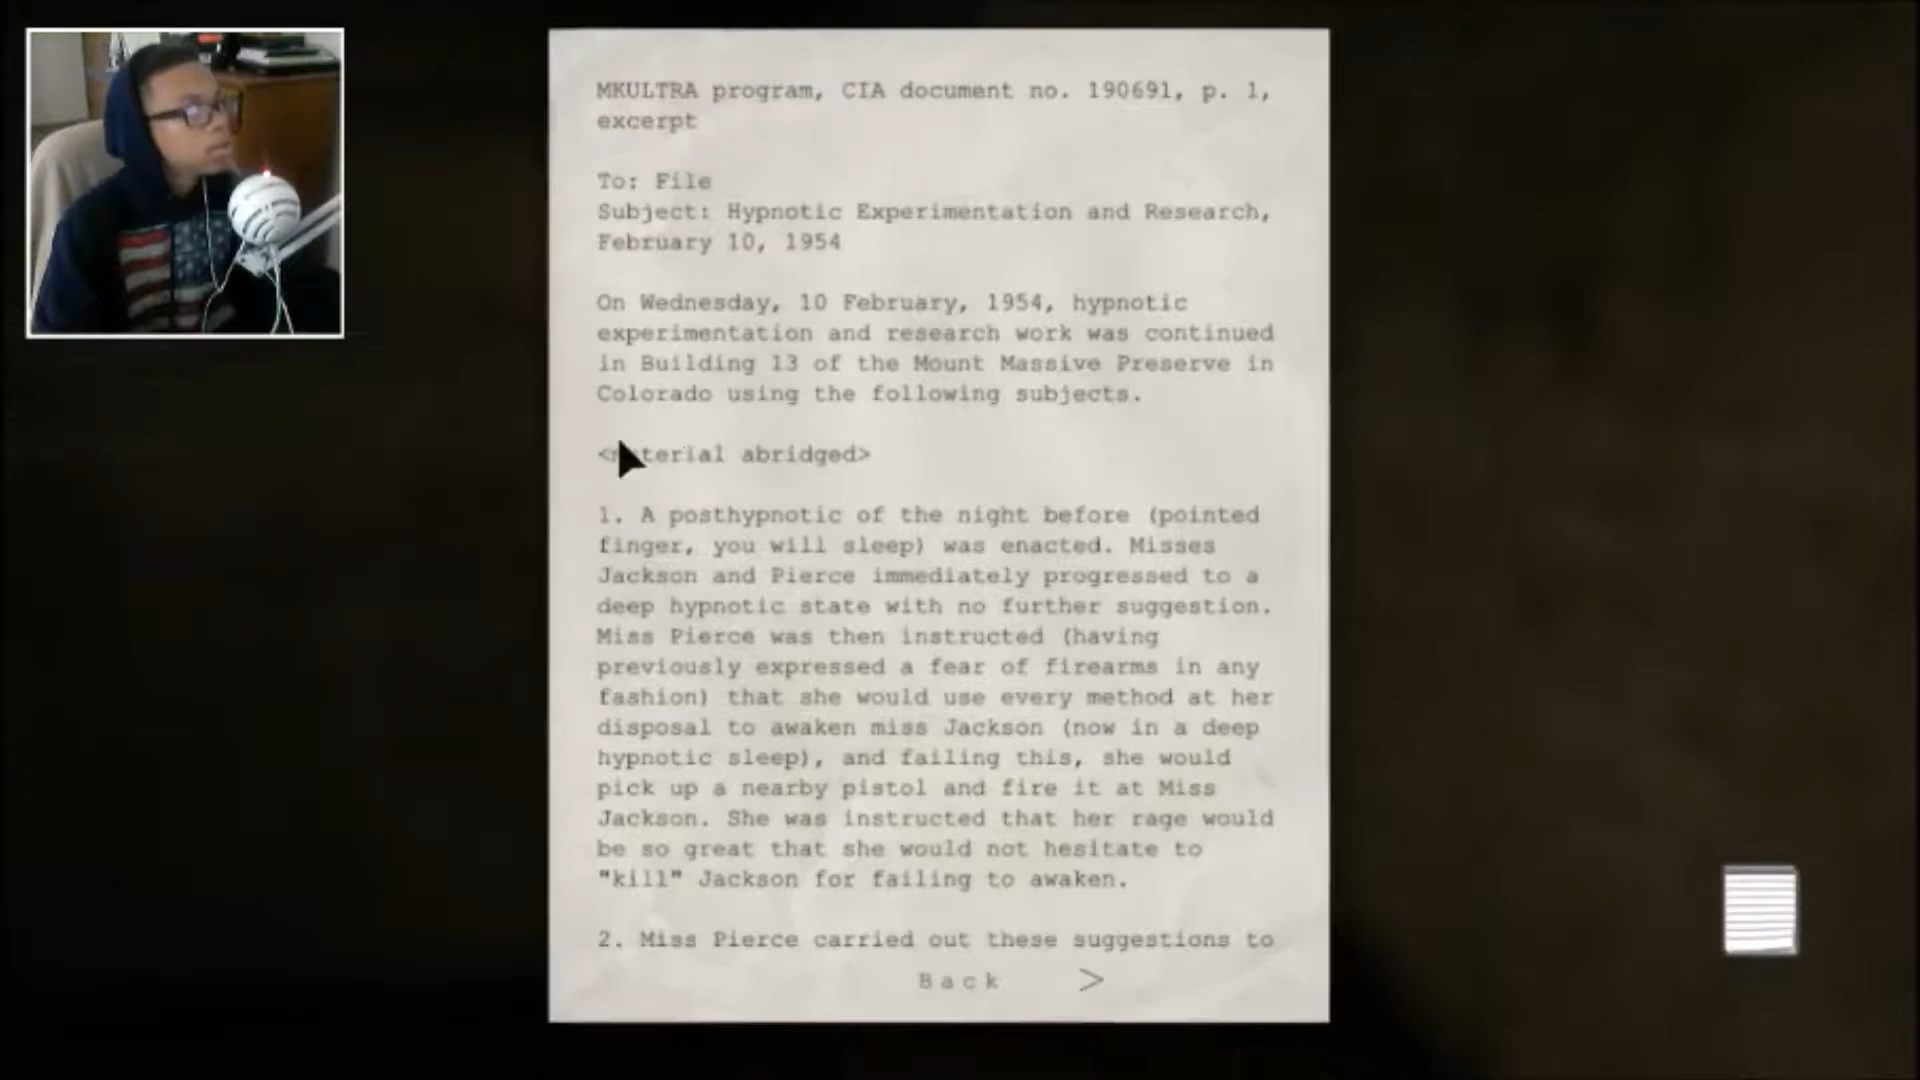 MKULTRA program, CIA document no. 190691, p. 1,
excerpt
To: File
Subject: Hypnotic Experimentation and Research,
February 10, 1954
On Wednesday, 10 February, 1954, hypnotic
experimentation and research work was continued
in Building 13 of the Mount Massive Preserve in
Colorado using the following subjects.
<material abridged>
1. A posthypnotic of the night before (pointed
finger, you will sleep) was enacted. Misses
Jackson and Pierce immediately progressed to a
deep hypnotic state with no further suggestion.
Miss Pierce was then instructed (having
previously expressed a fear of firearms in any
fashion) that she would use every method at her
disposal to awaken miss Jackson (now in a deep
hypnotic sleep), and failing this, she would
pick up a nearby pistol and fire it at Miss
Jackson. She was instructed that her rage would
be so great that she would not hesitate to
"kill" Jackson for failing to awaken.
2. Miss Pierce carried out these suggestions to
Back >